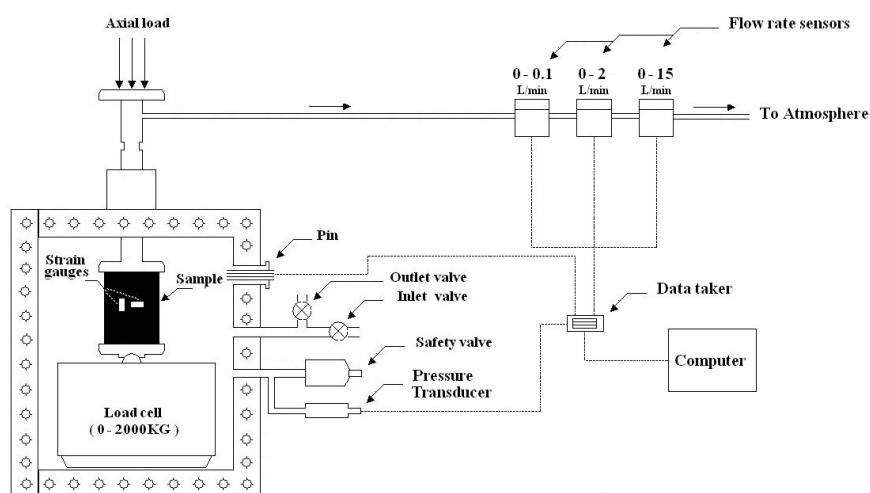 Axial load
Flow rate sensors
0 - 0.1
0 - 2
0 - 15
L/min
L/min
L/min
To Atmosphere
Pin
Strain
gauges
Sample
Outlet valve
Inlet valve
Data taker
Safety valve
Computer
Pressure
Transducer
Load cell
( 0 - 2000KG )